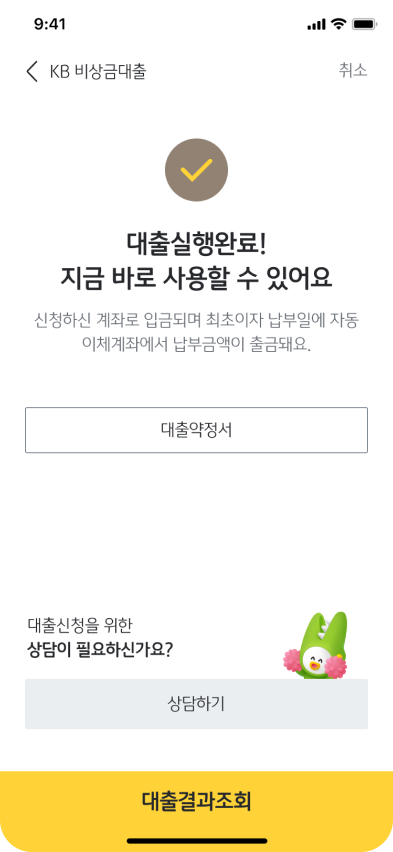 9:41
KB 비상금대출
취소
대출실행완료!
지금 바로 사용할 수 있어요
신청하신 계좌로 입금되며 최초이자 납부일에 자동
이체계좌에서 납부금액이 출금돼요.
대출약정서
대출신청을 위한
상담이 필요하신가요?
상담하기
대출결과조회